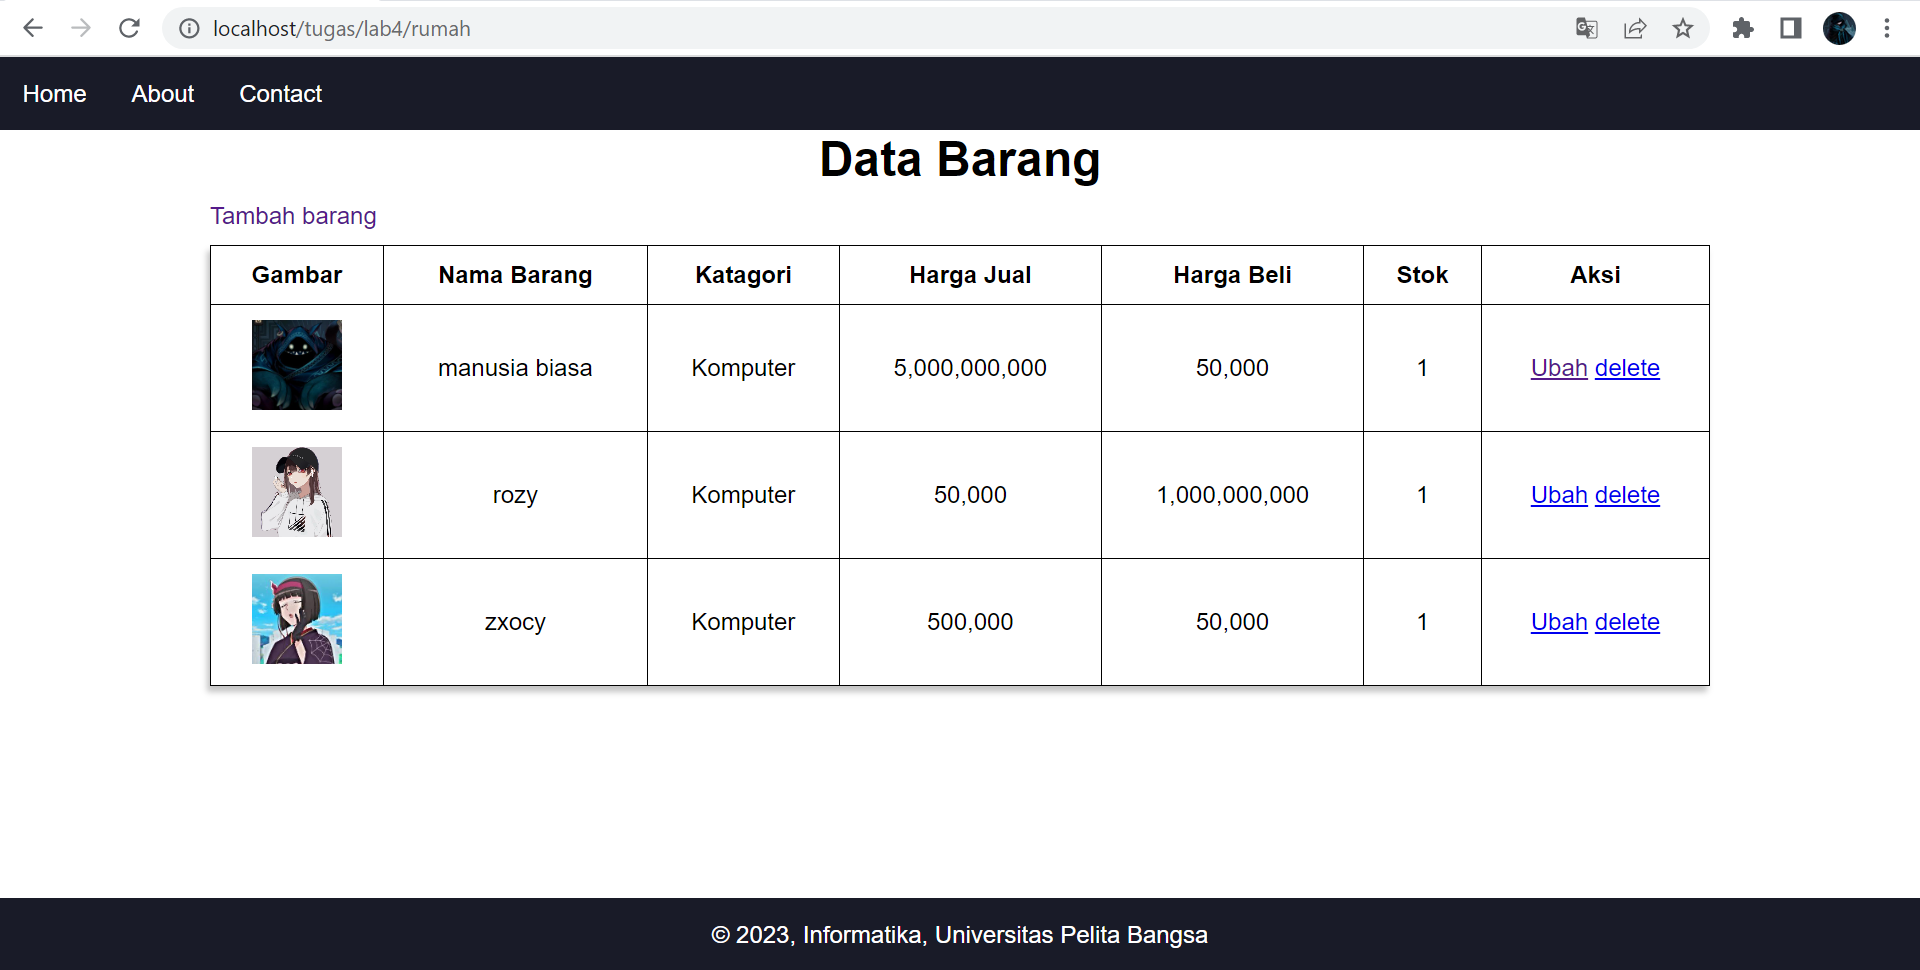 localhost/tugas/lab4/rumah
Home About Contact
Data Barang
Tambah barang
Gambar Nama Barang Katagori Harga Jual Harga Beli Stok Aksi
manusia biasa Komputer 5,000,000,000 50,000 1 Ubah delete
rozy Komputer 50,000 1,000,000,000 1 Ubah delete
zxocy Komputer 500,000 50,000 1 Ubah delete
© 2023, Informatika, Universitas Pelita Bangsa